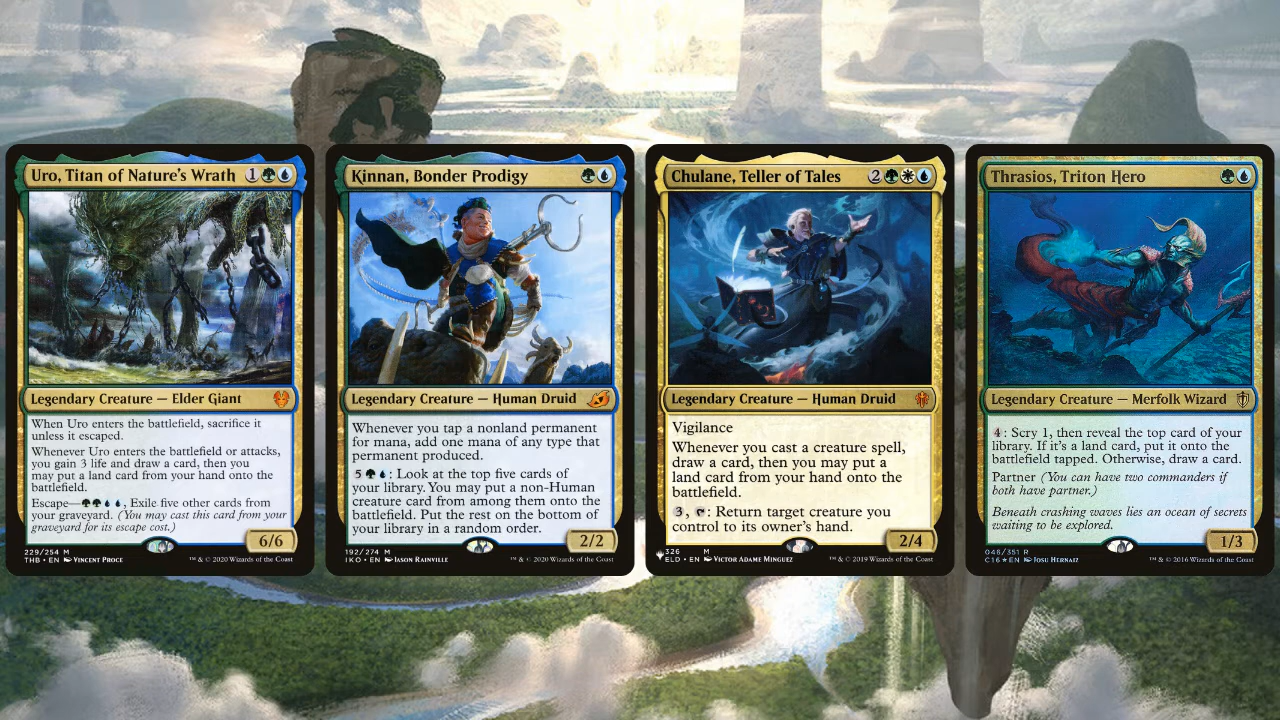 Uro, Titan of Nature's Wrath 1
Legendary Creature — Elder Giant
When Uro enters the battlefield, sacrifice it
unless it escaped.
Whenever Uro enters the battlefield or attacks,
you gain 3 life and draw a card, then you
may put a land card from your hand onto the
battlefield.
Escape—, Exile five other cards from
your graveyard. (You may cast this card from your
graveyard for its escape cost.)
6/6
229/254 M
THB • EN Vincent Proce
™ & © 2020 Wizards of the Coast
Kinnan, Bonder Prodigy
Legendary Creature — Human Druid
Whenever you tap a nonland permanent
for mana, add one mana of any type that
permanent produced.
5: Look at the top five cards of
your library. You may put a non-Human
creature card from among them onto the
battlefield. Put the rest on the bottom of
your library in a random order.
2/2
192/274 M
IKO • EN Jason Rainville
™ & © 2020 Wizards of the Coast
Chulane, Teller of Tales 2
Legendary Creature — Human Druid
Vigilance
Whenever you cast a creature spell,
draw a card, then you may put a
land card from your hand onto the
battlefield.
3, : Return target creature you
control to its owner's hand.
2/4
326 M
ELD • EN Victor Adame Minguez
™ & © 2019 Wizards of the Coast
Thrasios, Triton Hero
Legendary Creature — Merfolk Wizard
4: Scry 1, then reveal the top card of your
library. If it's a land card, put it onto the
battlefield tapped. Otherwise, draw a card.
Partner (You can have two commanders if
both have partner.)
Beneath crashing waves lies an ocean of secrets
waiting to be explored.
1/3
046/351 R
C16 ★ EN Josu Hernaiz
™ & © 2016 Wizards of the Coast